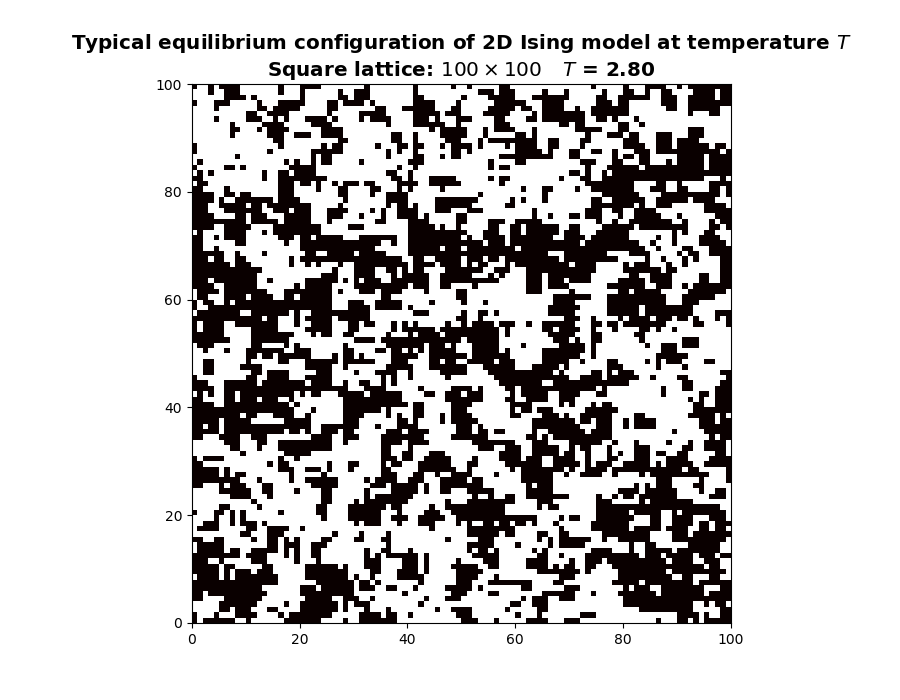 Typical equilibrium configuration of 2D Ising model at temperature T
Square lattice: 100 × 100 T = 2.80
100
80
60
40
20
0
0 20 40 60 80 100